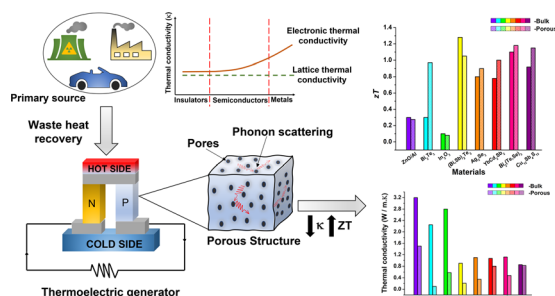 Primary source
Waste heat
recovery
HOT SIDE
N
P
COLD SIDE
Thermoelectric generator
Thermal conductivity (κ)
Electronic thermal
conductivity
Lattice thermal
conductivity
Insulators
Semiconductors
Metals
Pores
Phonon scattering
Porous Structure
κ ZT
zT
1.4
1.2
1.0
0.8
0.6
0.4
0.2
0.0
-Bulk
-Porous
ZnO/Al
Bi2Te3
In2O3
(Bi,Sb)2Te3
Ag2Se3
YbCd2Sb2
Bi2(Te,Se)3
Materials
Thermal conductivity (W / m.κ)
3.2
2.8
2.4
2.0
1.6
1.2
0.8
0.4
0.0
-Bulk
-Porous